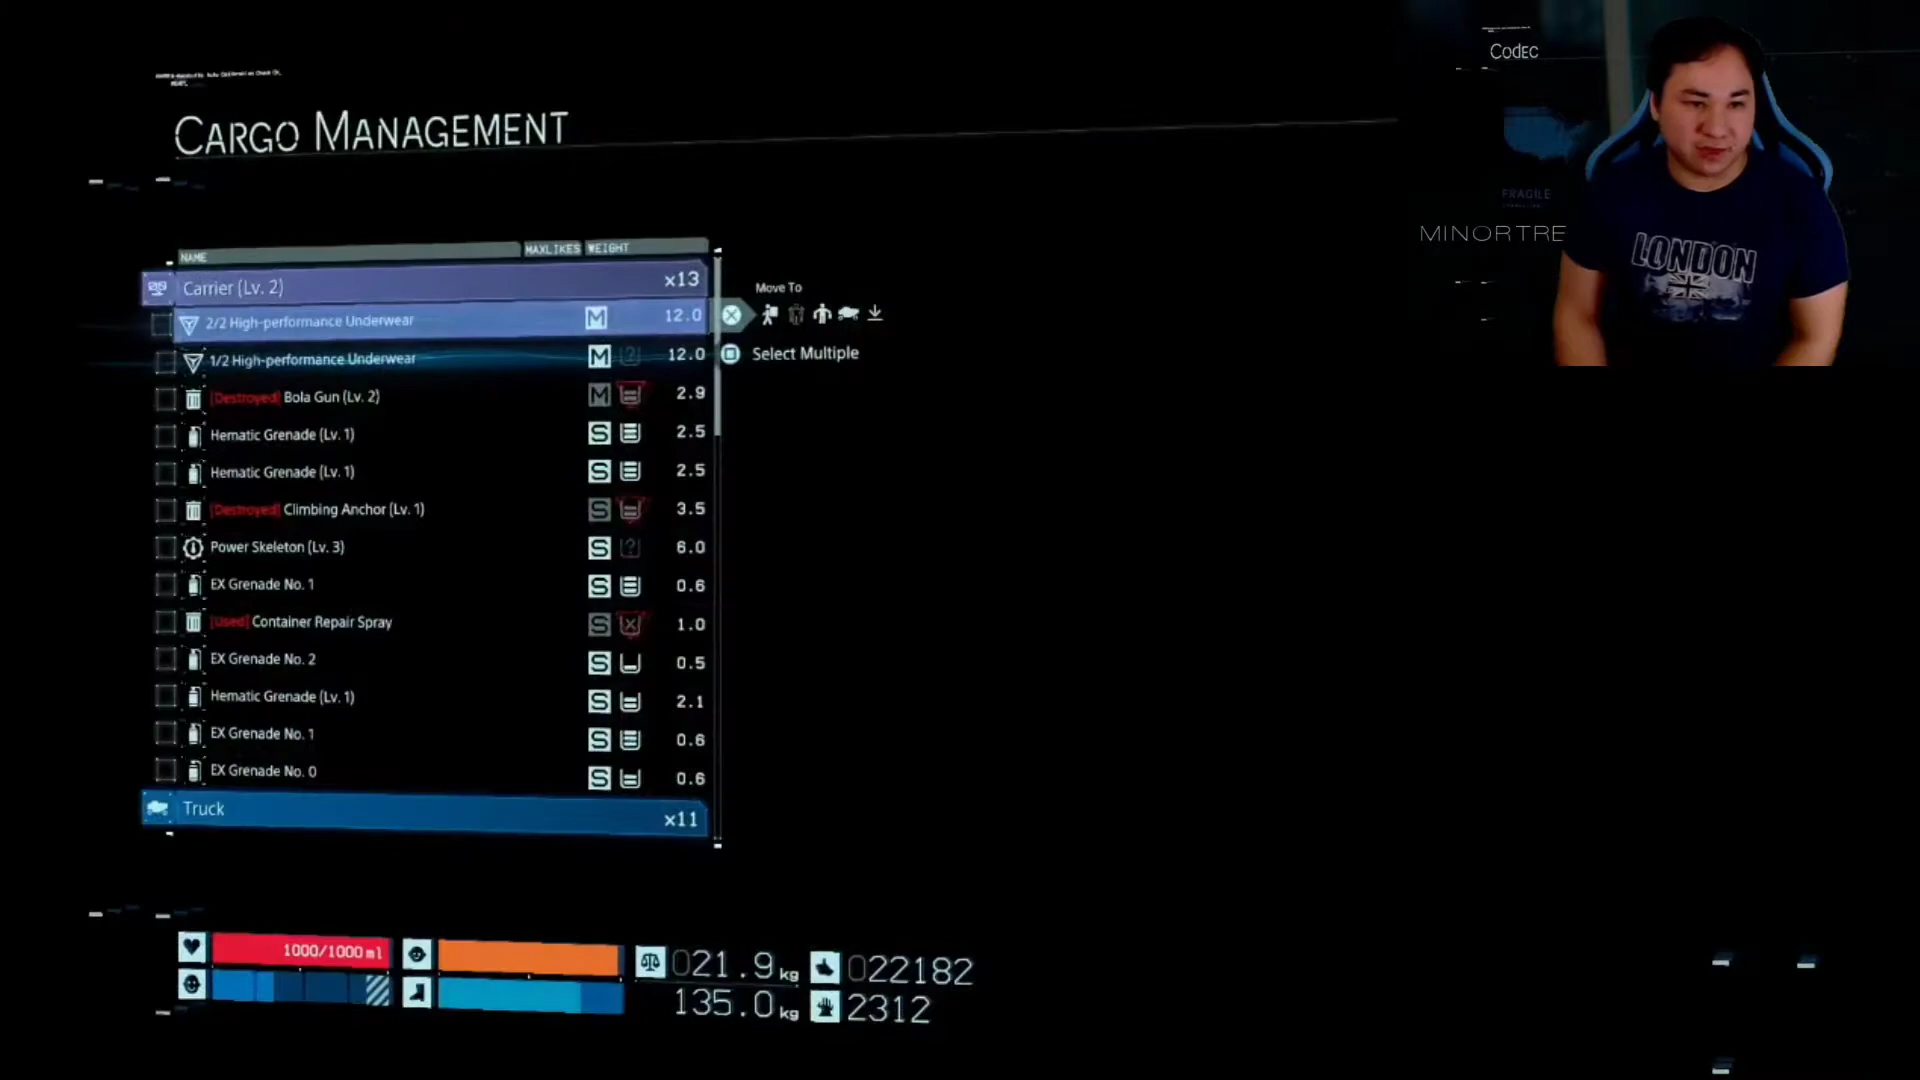 CODEC
CARGO MANAGEMENT
FRAGILE
MINORTRE
LONDON
NAME MAXLIKES WEIGHT
Carrier (Lv. 2) x13
2/2 High-performance Underwear M 12.0
Move To
1/2 High-performance Underwear M 12.0
Select Multiple
[Destroyed] Bola Gun (Lv. 2) M 2.9
Hematic Grenade (Lv. 1) S 2.5
Hematic Grenade (Lv. 1) S 2.5
[Destroyed] Climbing Anchor (Lv. 1) S 3.5
Power Skeleton (Lv. 3) S ? 6.0
EX Grenade No. 1 S 0.6
[Used] Container Repair Spray S 1.0
EX Grenade No. 2 S 0.5
Hematic Grenade (Lv. 1) S 2.1
EX Grenade No. 1 S 0.6
EX Grenade No. 0 S 0.6
Truck x11
1000/1000 ml
021.9 kg
022182
135.0 kg
2312